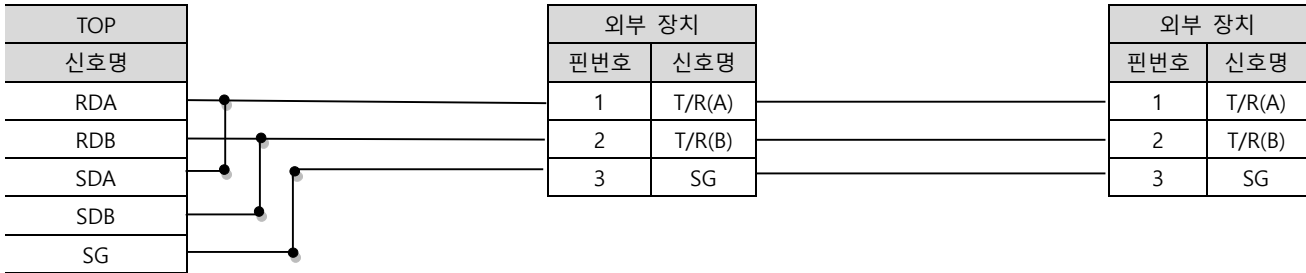 TOP 외부 장치 외부 장치
신호명 핀번호 신호명 핀번호 신호명
RDA 1 T/R(A) 1 T/R(A)
RDB 2 T/R(B) 2 T/R(B)
SDA 3 SG 3 SG
SDB
SG